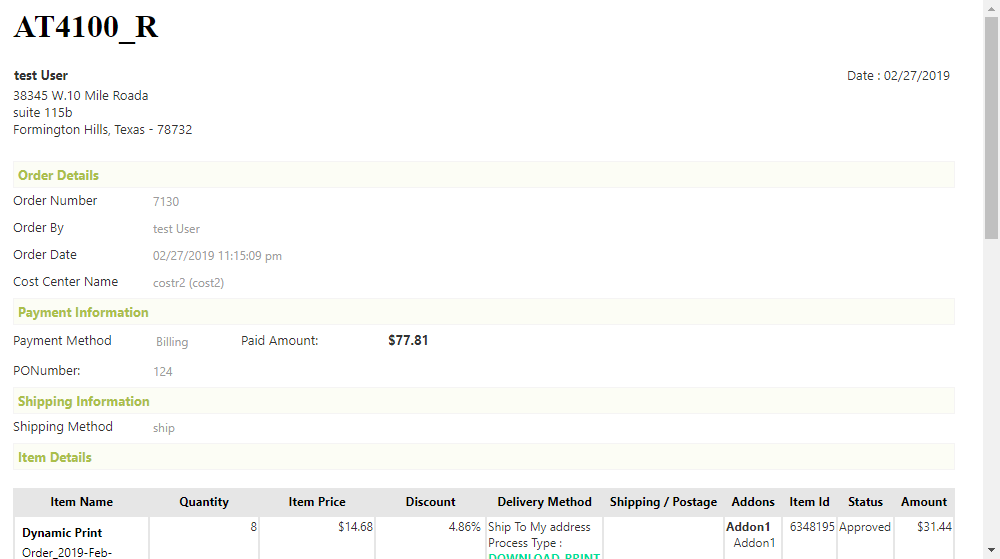 AT4100_R
test User
Date : 02/27/2019
38345 W.10 Mile Roada
suite 115b
Formington Hills, Texas - 78732
Order Details
Order Number 7130
Order By test User
Order Date 02/27/2019 11:15:09 pm
Cost Center Name costr2 (cost2)
Payment Information
Payment Method Billing Paid Amount: $77.81
PONumber: 124
Shipping Information
Shipping Method ship
Item Details
Item Name Quantity Item Price Discount Delivery Method Shipping / Postage Addons Item Id Status Amount
Dynamic Print 8 $14.68 4.86% Ship To My address Addon1 6348195 Approved $31.44
Order_2019-Feb- Process Type : Addon1
DOWNLOAD_PRINT